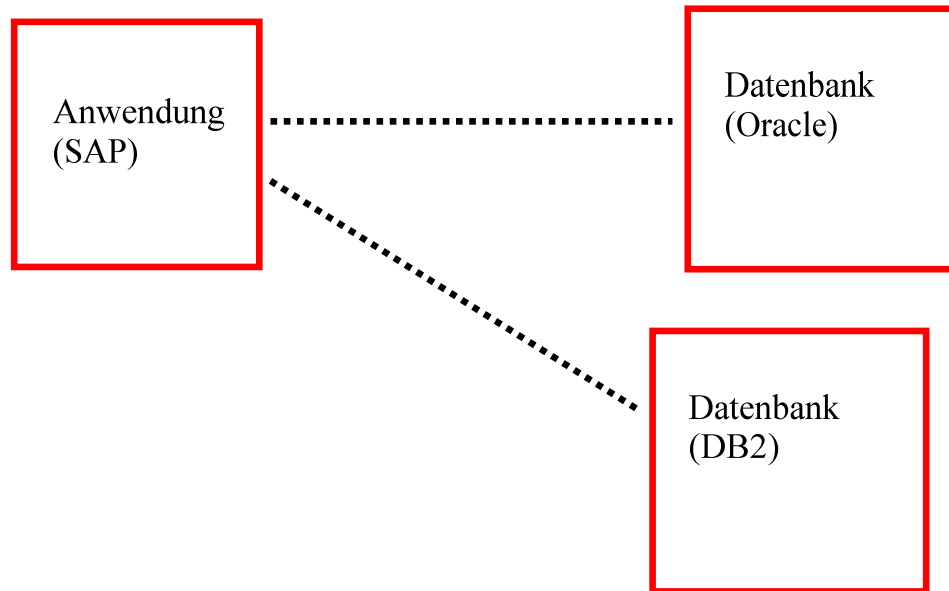 Anwendung
(SAP)
Datenbank
(Oracle)
Datenbank
(DB2)